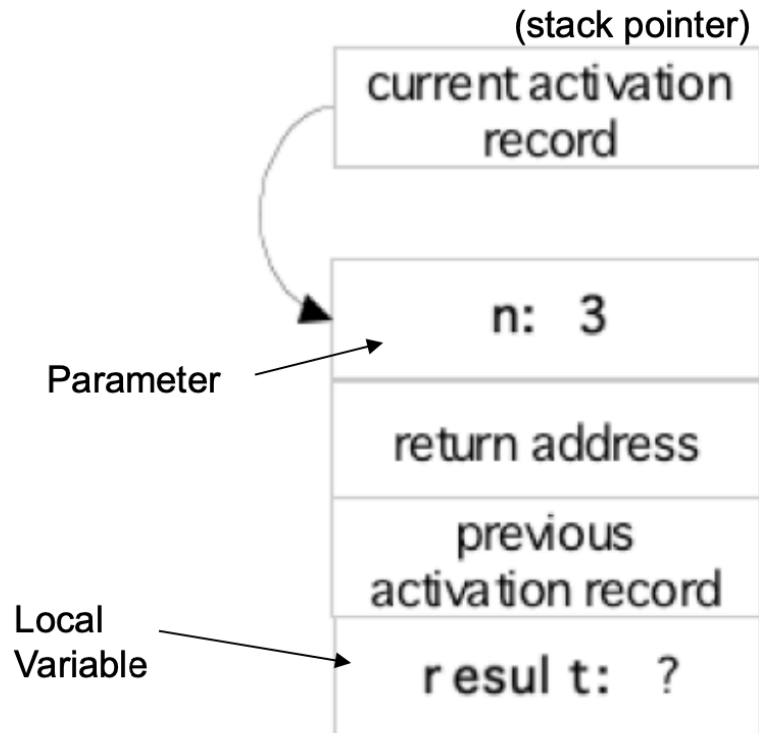 (stack pointer)
current activation
record
n: 3
Parameter
return address
previous
activation record
Local
Variable
result: ?